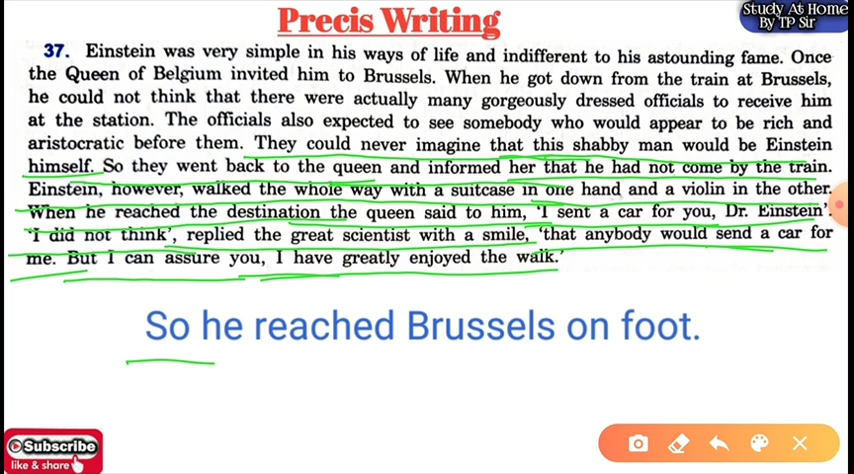 Precis Writing
Study At Home
By TP Sir
37. Einstein was very simple in his ways of life and indifferent to his astounding fame. Once
the Queen of Belgium invited him to Brussels. When he got down from the train at Brussels,
he could not think that there were actually many gorgeously dressed officials to receive him
at the station. The officials also expected to see somebody who would appear to be rich and
aristocratic before them. They could never imagine that this shabby man would be Einstein
himself. So they went back to the queen and informed her that he had not come by the train.
Einstein, however, walked the whole way with a suitcase in one hand and a violin in the other.
When he reached the destination the queen said to him, 'I sent a car for you, Dr. Einstein'.
'I did not think', replied the great scientist with a smile, 'that anybody would send a car for
me. But I can assure you, I have greatly enjoyed the walk.'
So he reached Brussels on foot.
Subscribe
like & share